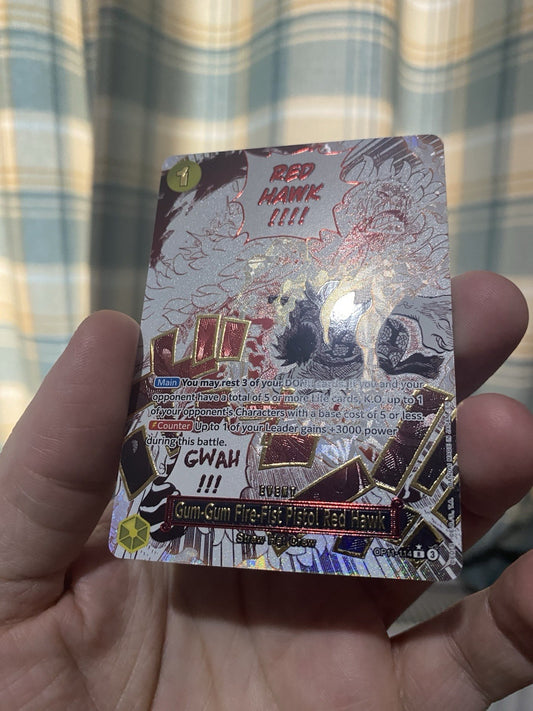 1
RED
HAWK
!!!!
Main You may rest 3 of your DON!! cards: If you and your
opponent have a total of 5 or more Life cards, K.O. up to 1
of your opponent's Characters with a base cost of 5 or less.
Counter Up to 1 of your Leader gains +3000 power
during this battle.
GWAH
!!!
EVENT
Gum-Gum Fire-Fist Pistol Red Hawk
Straw Hat Crew
OP11-114 R 3